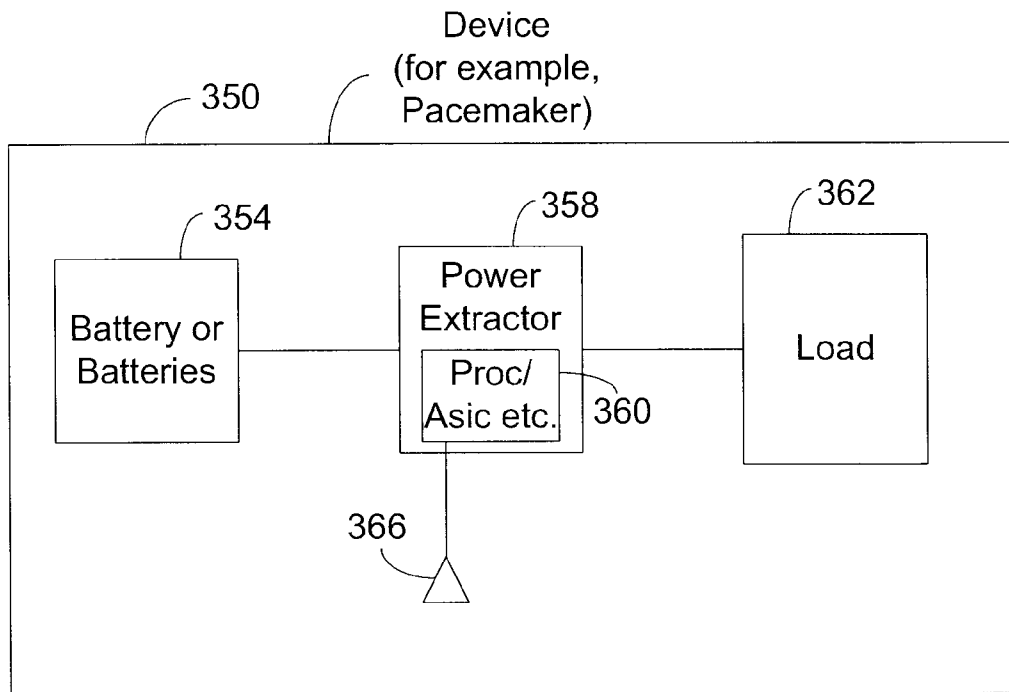 Device
(for example,
Pacemaker)
350
354
358
362
Battery or
Batteries
Power
Extractor
Proc/
Asic etc.
360
Load
366